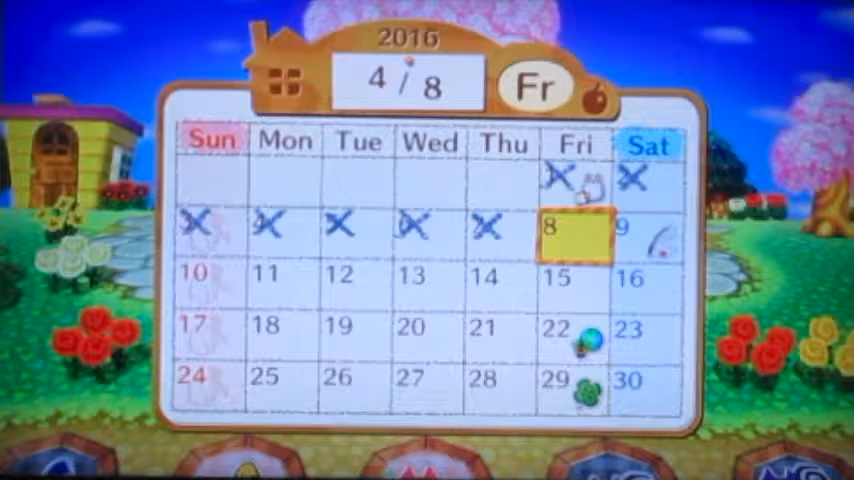 2016
4 / 8 Fr
Sun Mon Tue Wed Thu Fri Sat
8 9
10 11 12 13 14 15 16
17 18 19 20 21 22 23
24 25 26 27 28 29 30